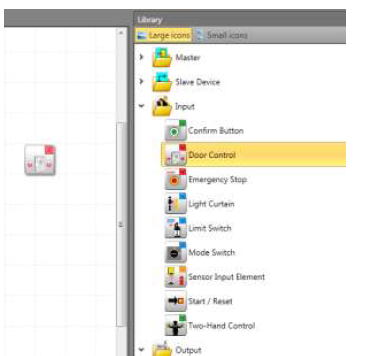 Library
Large icons Small icons
Master
Slave Device
Input
Confirm Button
Door Control
Emergency Stop
Light Curtain
Limit Switch
Mode Switch
Sensor Input Element
Start / Reset
Two-Hand Control
Output